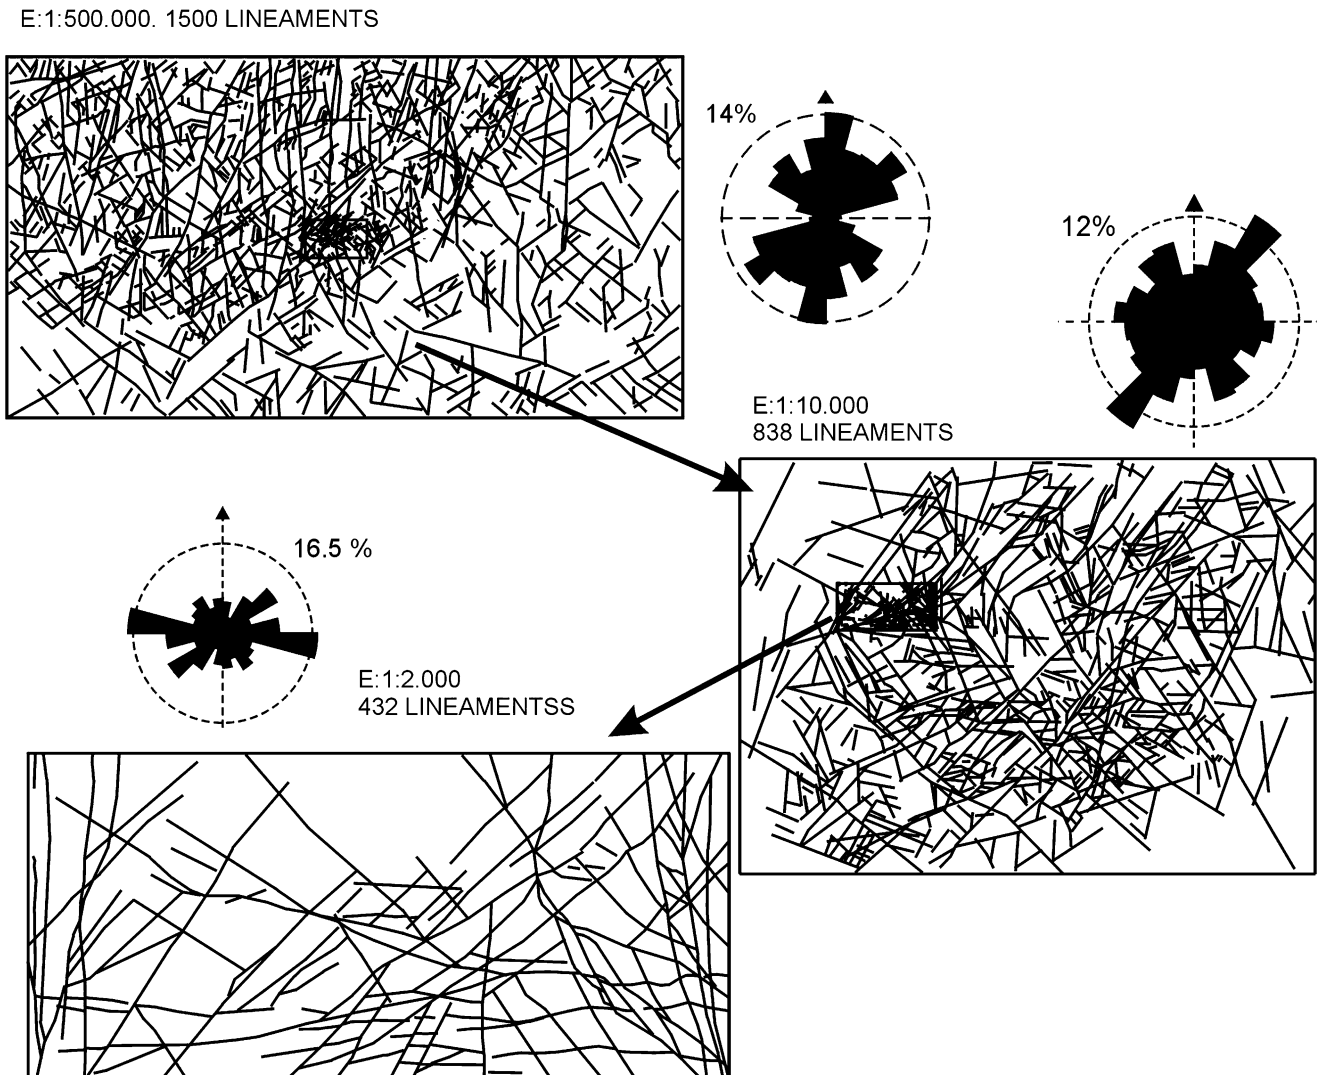 E:1:500.000. 1500 LINEAMENTS
14%
12%
E:1:10.000
838 LINEAMENTS
16.5 %
E:1:2.000
432 LINEAMENTSS